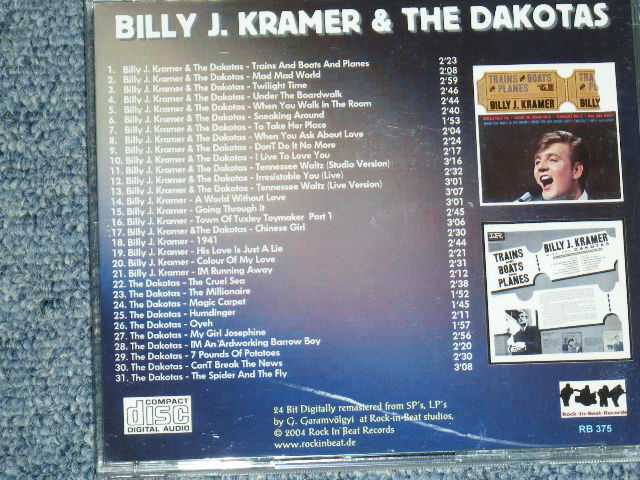 BILLY J. KRAMER & THE DAKOTAS
1. Billy J. Kramer & The Dakotas - Trains And Boats And Planes 2'23
2. Billy J. Kramer & The Dakotas - Mad Mad World 2'08
3. Billy J. Kramer & The Dakotas - Twilight Time 2'59
4. Billy J. Kramer & The Dakotas - Under The Boardwalk 2'46
5. Billy J. Kramer & The Dakotas - When You Walk In The Room 2'44
6. Billy J. Kramer & The Dakotas - Sneaking Around 2'40
7. Billy J. Kramer & The Dakotas - To Take Her Place 1'53
8. Billy J. Kramer & The Dakotas - When You Ask About Love 2'04
9. Billy J. Kramer & The Dakotas - Don'T Do It No More 2'24
10. Billy J. Kramer & The Dakotas - I Live To Love You 2'17
11. Billy J. Kramer & The Dakotas - Tennessee Waltz (Studio Version) 3'16
12. Billy J. Kramer & The Dakotas - Irresistable You (Live) 2'32
13. Billy J. Kramer & The Dakotas - Tennessee Waltz (Live Version) 3'01
14. Billy J. Kramer - A World Without Love 3'07
15. Billy J. Kramer - Going Through It 3'01
16. Billy J. Kramer - Town Of Tuxley Toymaker Part 1 2'45
17. Billy J. Kramer &The Dakotas - Chinese Girl 3'06
18. Billy J. Kramer - 1941 2'30
19. Billy J. Kramer - His Love Is Just A Lie 2'44
20. Billy J. Kramer - Colour Of My Love 2'21
21. Billy J. Kramer - IM Running Away 2'31
22. The Dakotas - The Cruel Sea 2'12
23. The Dakotas - The Millionaire 2'38
24. The Dakotas - Magic Carpet 1'52
25. The Dakotas - Humdinger 1'45
26. The Dakotas - Oyeh 2'11
27. The Dakotas - My Girl Josephine 1'57
28. The Dakotas - IM An 'Ardworking Barrow Boy 2'56
29. The Dakotas - 7 Pounds Of Potatoes 2'20
30. The Dakotas - Can'T Break The News 2'30
31. The Dakotas - The Spider And The Fly 3'08
TRAINS AND BOATS AND PLANES
BILLY J. KRAMER
TRAINS
BILLY
BILLY J. KRAMER
TRAINS AND BOATS AND PLANES
COMPACT
disc
DIGITAL AUDIO
24 Bit Digitally remastered from SP's, LP's
by G. Garamvölgyi at Rock-In-Beat studios,
© 2004 Rock In Beat Records
www.rockinbeat.de
Rock-In-Beat-Records
RB 375